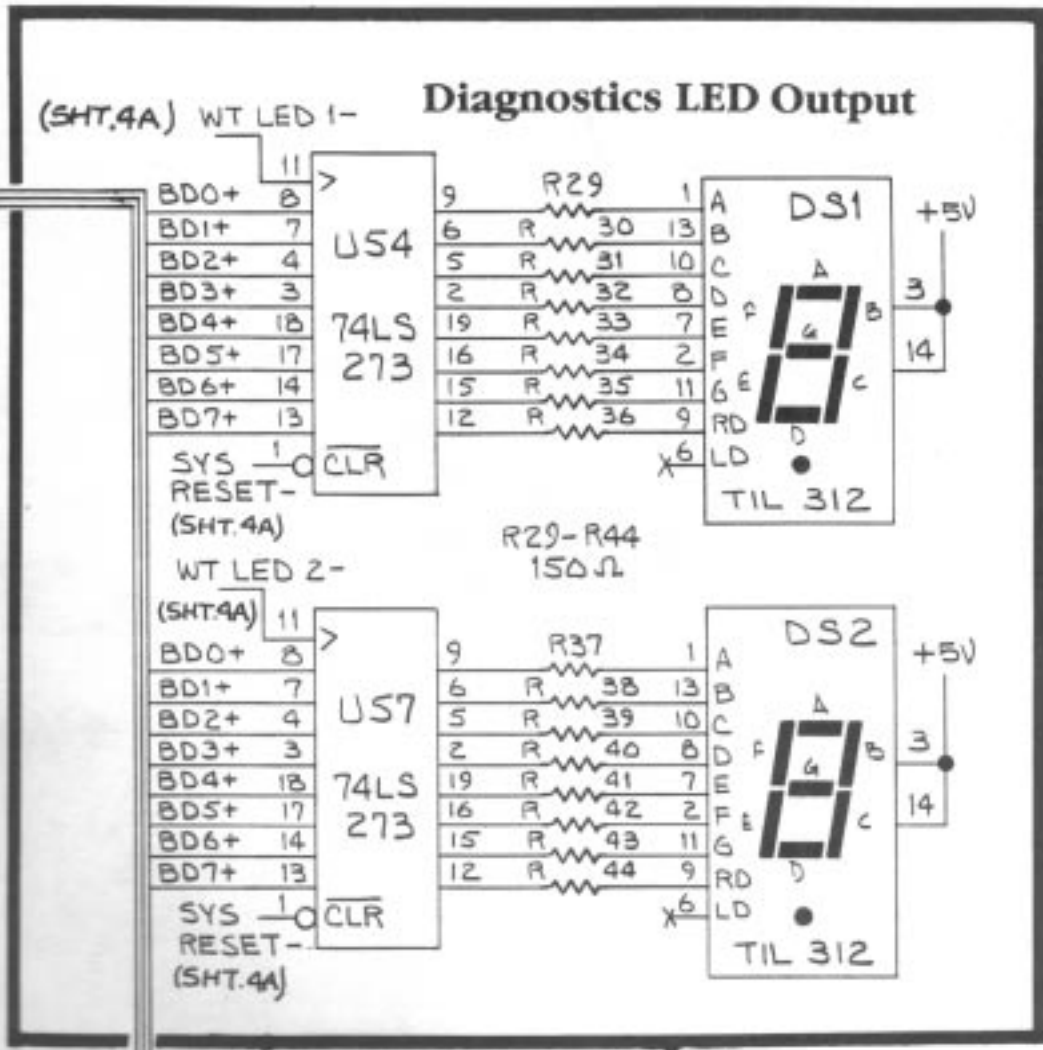 Diagnostics LED Output
(SHT.4A) WT LED 1-
11 >
BD0+ 8 9 R29 1 A
BD1+ 7 6 R 30 13 B
BD2+ 4 5 R 31 10 C
BD3+ 3 2 R 32 8 D
BD4+ 18 19 R 33 7 E
BD5+ 17 16 R 34 2 F
BD6+ 14 15 R 35 11 G
BD7+ 13 12 R 36 9 RD
6 LD
U54
74LS
273
SYS 1 CLR
RESET-
(SHT.4A)
DS1
+5V
A
F B
G
E C
D
3
14
TIL 312
R29-R44
150Ω
WT LED 2-
(SHT.4A) 11 >
BD0+ 8 9 R37 1 A
BD1+ 7 6 R 38 13 B
BD2+ 4 5 R 39 10 C
BD3+ 3 2 R 40 8 D
BD4+ 18 19 R 41 7 E
BD5+ 17 16 R 42 2 F
BD6+ 14 15 R 43 11 G
BD7+ 13 12 R 44 9 RD
6 LD
U57
74LS
273
SYS 1 CLR
RESET-
(SHT.4A)
DS2
+5V
A
F B
G
E C
D
3
14
TIL 312